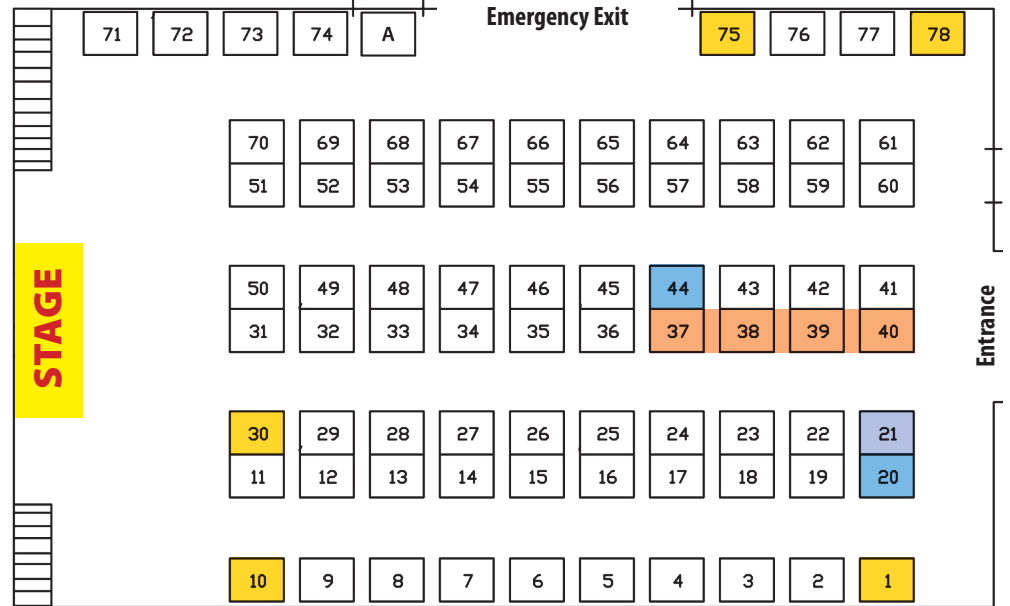 Emergency Exit
71 72 73 74 A 75 76 77 78
70 69 68 67 66 65 64 63 62 61
51 52 53 54 55 56 57 58 59 60
STAGE
50 49 48 47 46 45 44 43 42 41
31 32 33 34 35 36 37 38 39 40
Entrance
30 29 28 27 26 25 24 23 22 21
11 12 13 14 15 16 17 18 19 20
10 9 8 7 6 5 4 3 2 1